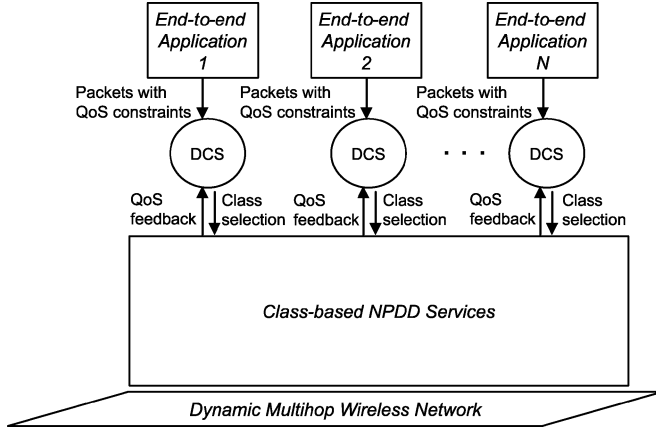 End-to-end
Application
1
End-to-end
Application
2
End-to-end
Application
N
Packets with
QoS constraints
Packets with
QoS constraints
Packets with
QoS constraints
DCS
DCS
. . .
DCS
QoS
feedback
Class
selection
QoS
feedback
Class
selection
QoS
feedback
Class
selection
Class-based NPDD Services
Dynamic Multihop Wireless Network